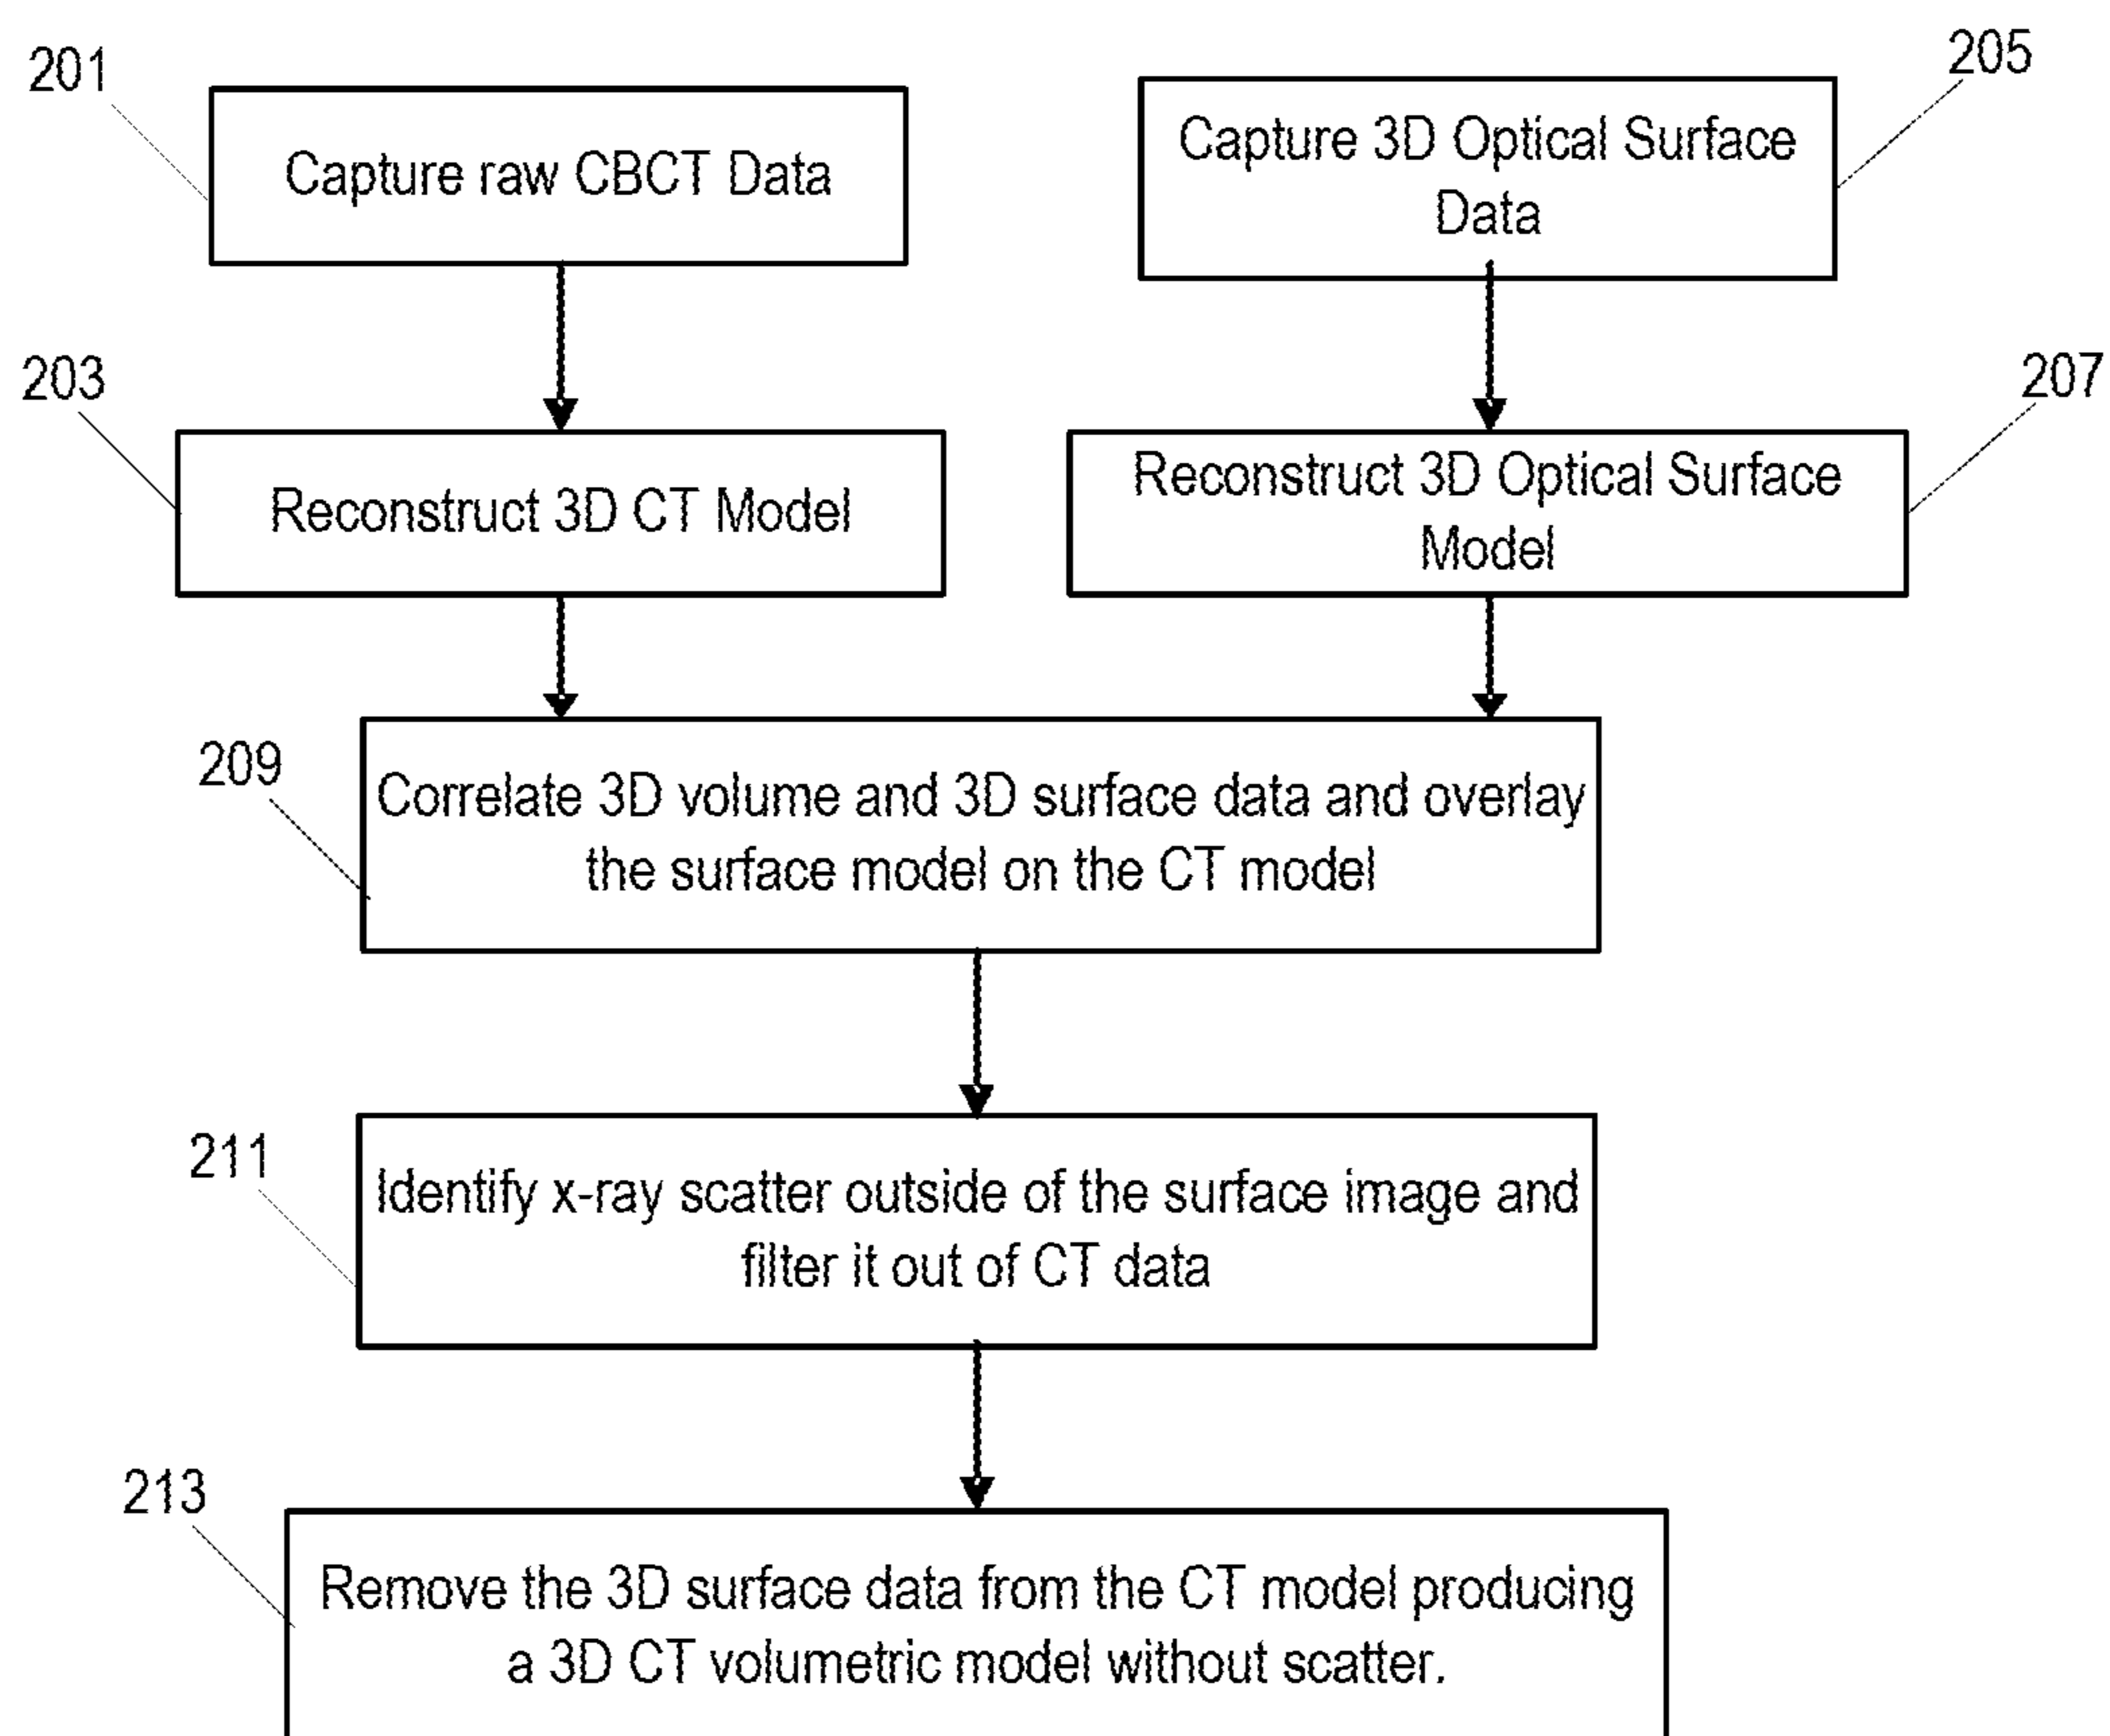 201
205
Capture raw CBCT Data
Capture 3D Optical Surface
Data
203
207
Reconstruct 3D CT Model
Reconstruct 3D Optical Surface
Model
209
Correlate 3D volume and 3D surface data and overlay
the surface model on the CT model
211
Identify x-ray scatter outside of the surface image and
filter it out of CT data
213
Remove the 3D surface data from the CT model producing
a 3D CT volumetric model without scatter.